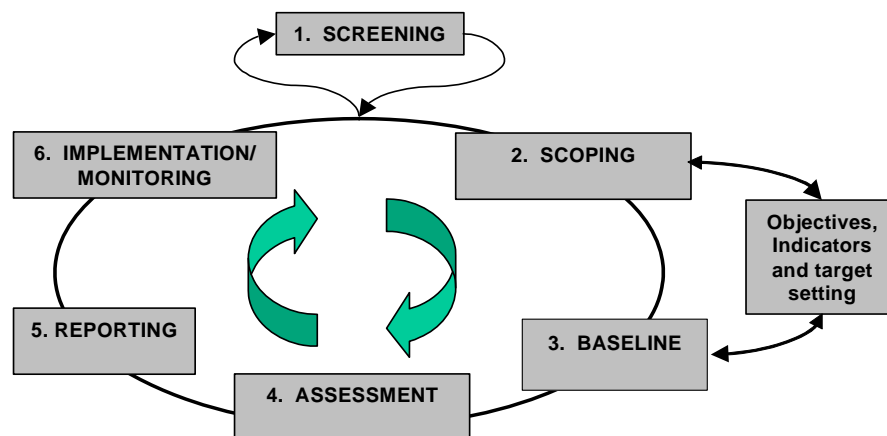 1. SCREENING
2. SCOPING
Objectives,
Indicators
and target
setting
3. BASELINE
4. ASSESSMENT
5. REPORTING
6. IMPLEMENTATION/
MONITORING